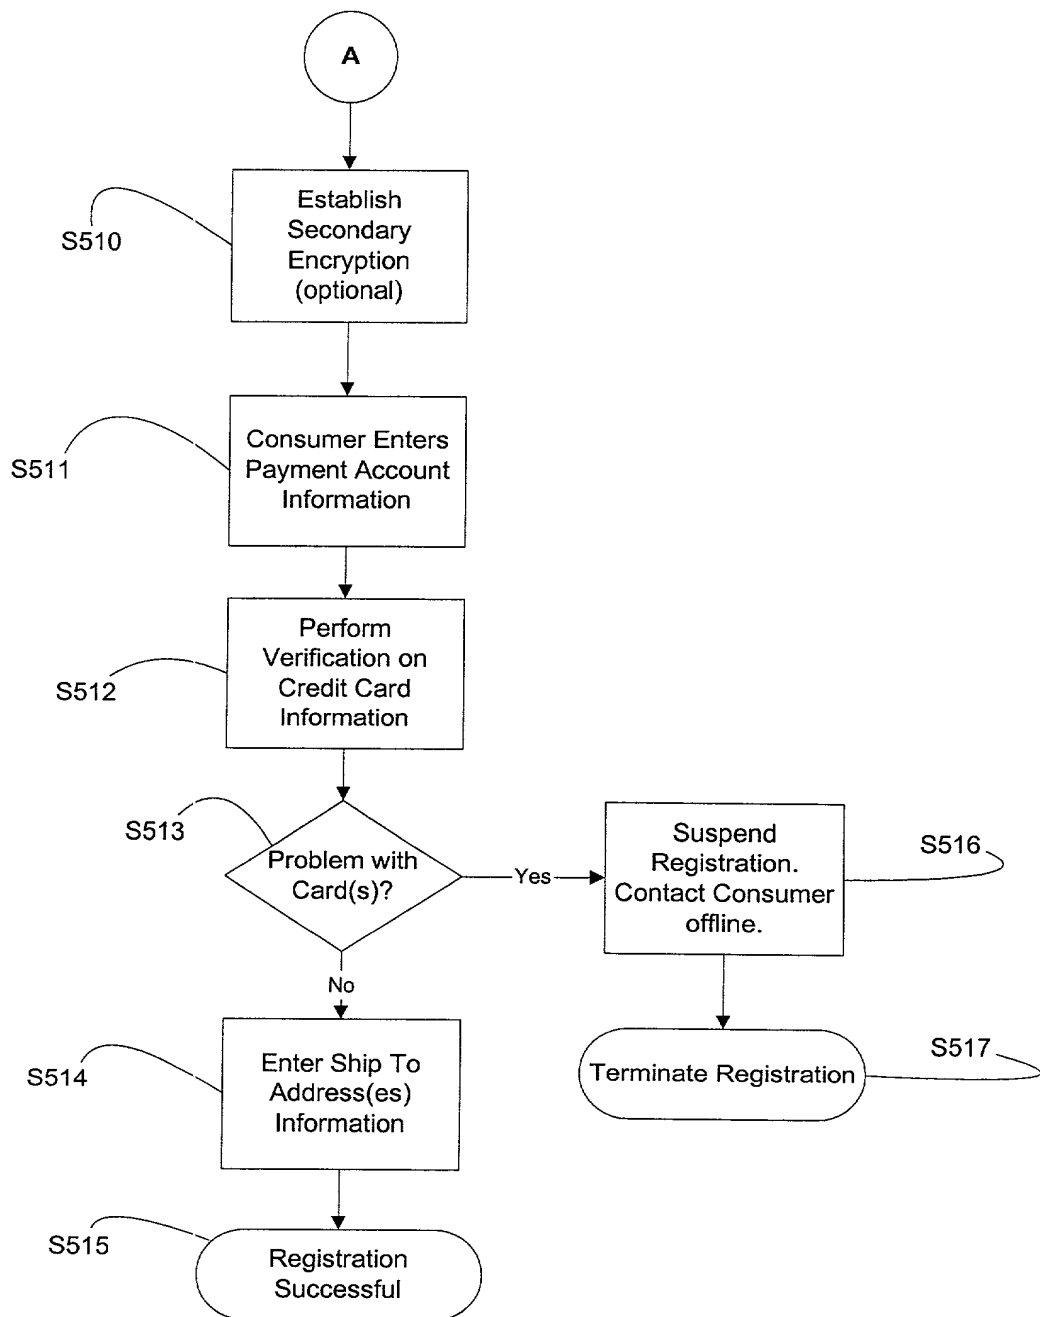 A
Establish
Secondary
Encryption
(optional)
S510
Consumer Enters
Payment Account
Information
S511
Perform
Verification on
Credit Card
Information
S512
S513
Problem with
Card(s)?
Yes
Suspend
Registration.
Contact Consumer
offline.
S516
No
Enter Ship To
Address(es)
Information
S514
Terminate Registration
S517
S515
Registration
Successful